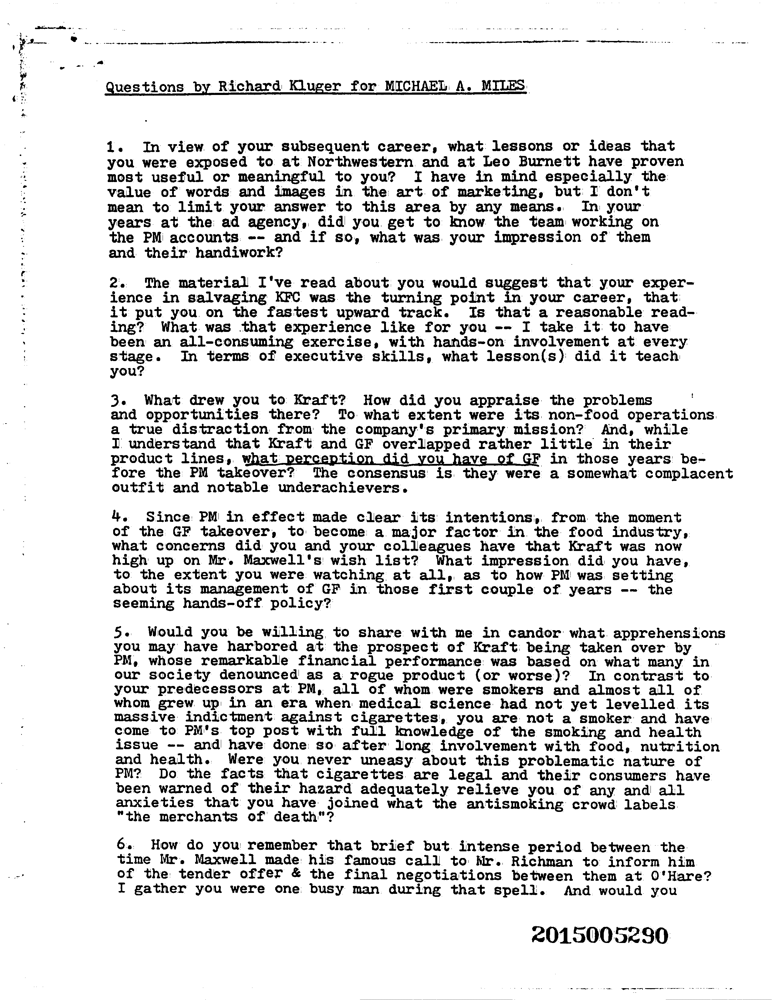 Questions by Richard Kluger for MICHAEL A. MILES
1. In view of your subsequent career, what lessons or ideas that
you were exposed to at Northwestern and at Leo Burnett have proven
most useful or meaningful to you? I have in mind especially the
value of words and images in the art of marketing, but I don't
mean to limit your answer to this area by any means. In your
years at the ad agency, did you get to know the team working on
the PM accounts -- and if so, what was your impression of them
and their handiwork?
2. The material I've read about you would suggest that your exper-
ience in salvaging KFC was the turning point in your career, that
it put you on the fastest upward track. Is that a reasonable read-
ing? What was that experience like for you -- I take it to have
been an all-consuming exercise, with hands-on involvement at every
stage. In terms of executive skills, what lesson(s) did it teach
you?
3. What drew you to Kraft? How did you appraise the problems
and opportunities there? To what extent were its non-food operations
a true distraction from the company's primary mission? And, while
I understand that Kraft and GF overlapped rather little in their
product lines, what perception did you have of GF in those years be-
fore the PM takeover? The consensus is they were a somewhat complacent
outfit and notable underachievers.
4. Since PM in effect made clear its intentions, from the moment
of the GF takeover, to become a major factor in the food industry,
what concerns did you and your colleagues have that Kraft was now
high up on Mr. Maxwell's wish list? What impression did you have,
to the extent you were watching at all, as to how PM was setting
about its management of GF in those first couple of years -- the
seeming hands-off policy?
5. Would you be willing to share with me in candor what apprehensions
you may have harbored at the prospect of Kraft being taken over by
PM, whose remarkable financial performance was based on what many in
our society denounced as a rogue product (or worse)? In contrast to
your predecessors at PM, all of whom were smokers and almost all of
whom grew up in an era when medical science had not yet levelled its
massive indictment against cigarettes, you are not a smoker and have
come to PM's top post with full knowledge of the smoking and health
issue -- and have done so after long involvement with food, nutrition
and health. Were you never uneasy about this problematic nature of
PM? Do the facts that cigarettes are legal and their consumers have
been warned of their hazard adequately relieve you of any and all
anxieties that you have joined what the antismoking crowd labels
"the merchants of death"?
6. How do you remember that brief but intense period between the
time Mr. Maxwell made his famous call to Mr. Richman to inform him
of the tender offer & the final negotiations between them at O'Hare?
I gather you were one busy man during that spell. And would you
2015005290